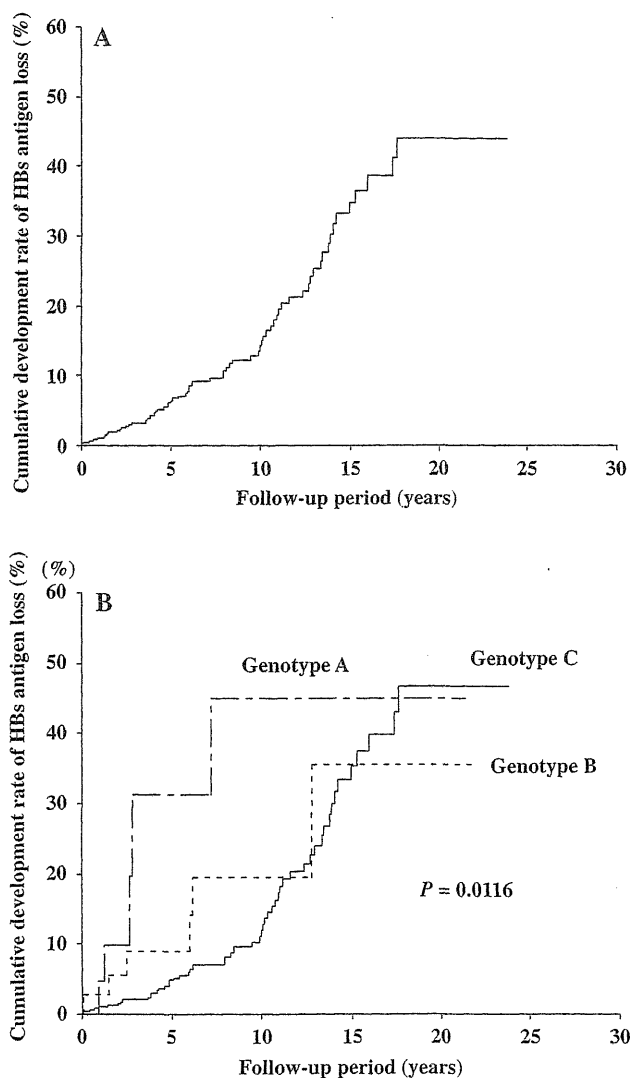 A
Cumulative development rate of HBs antigen loss (%)
60
50
40
30
20
10
0
0 5 10 15 20 25 30
Follow-up period (years)
(%)
B
Cumulative development rate of HBs antigen loss (%)
60
50
40
30
20
10
0
Genotype A
Genotype C
Genotype B
P = 0.0116
0 5 10 15 20 25 30
Follow-up period (years)